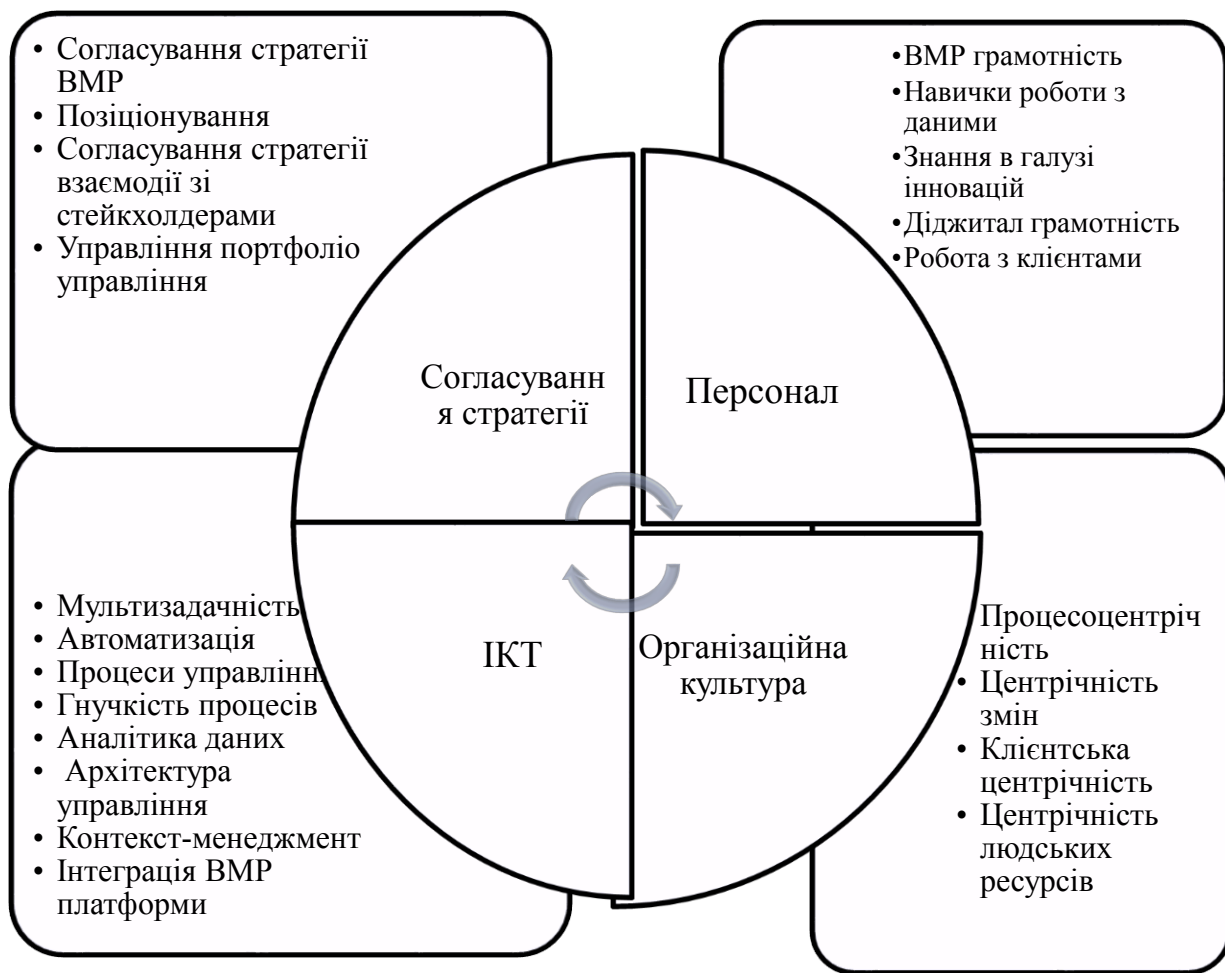 • Согласування стратегії
ВМР
• Позіціонування
• Согласування стратегії
взаємодії зі
стейкхолдерами
• Управління портфоліо
управління
•ВМР грамотність
•Навички роботи з
даними
•Знання в галузі
інновацій
•Діджитал грамотність
•Робота з клієнтами
Согласуванн
я стратегії
Персонал
ІКТ
Організаційна
культура
• Мультизадачність
• Автоматизація
• Процеси управлінн
• Гнучкість процесів
• Аналітика даних
• Архітектура
управління
• Контекст-менеджмент
• Інтеграція ВМР
платформи
Процесоцентріч
ність
• Центрічність
змін
• Клієнтська
центрічність
• Центрічність
людських
ресурсів